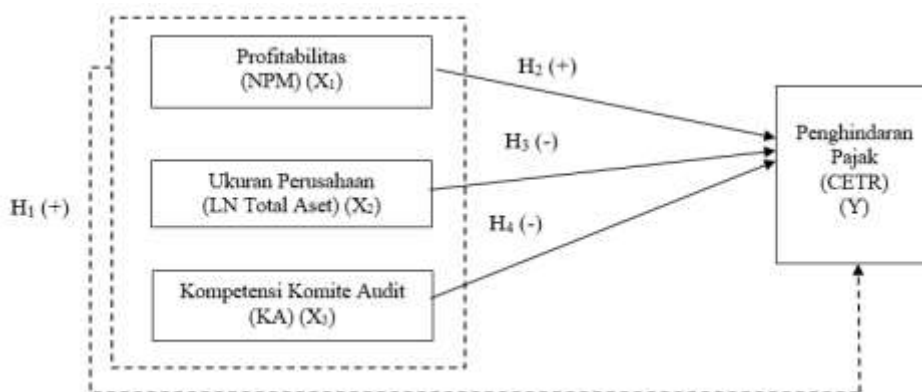 Profitabilitas
(NPM) (X₁)
H₂ (+)
Penghindaran
Pajak
(CETR)
(Y)
H₃ (-)
Ukuran Perusahaan
(LN Total Aset) (X₂)
H₁ (+)
H₄ (-)
Kompetensi Komite Audit
(KA) (X₃)